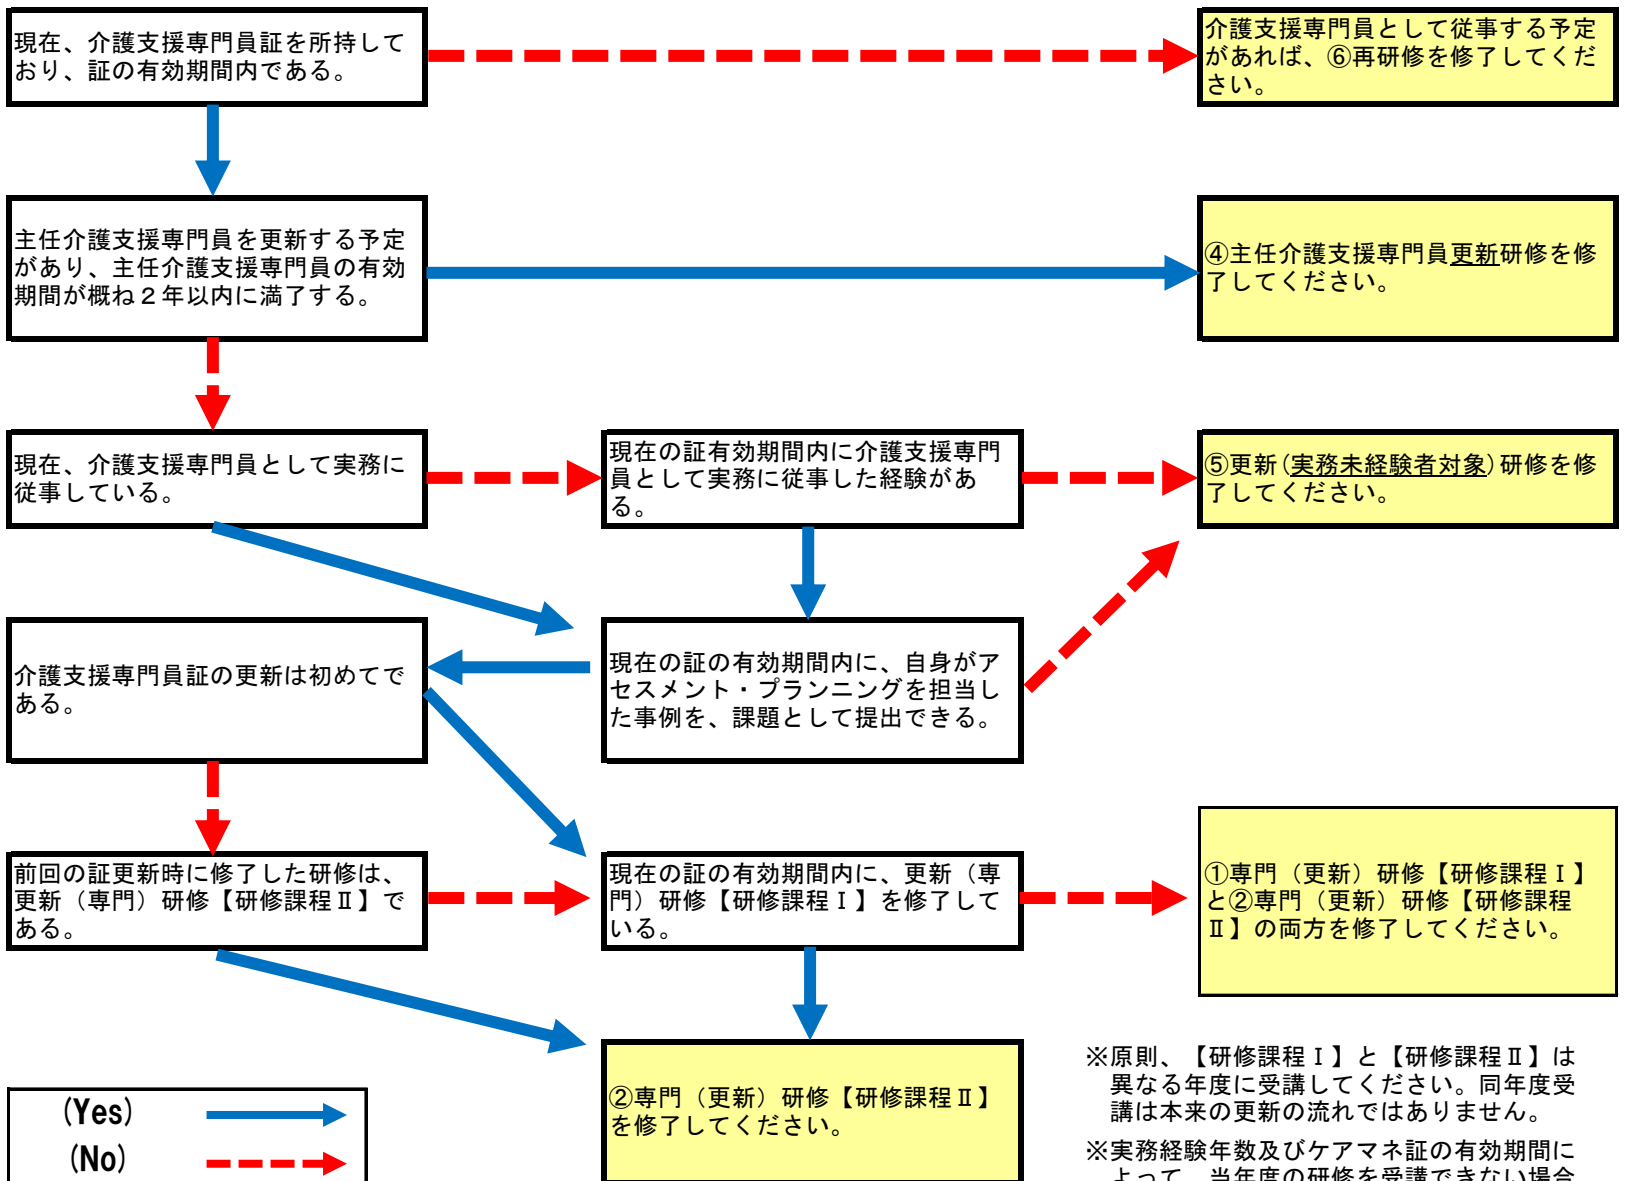 現在、介護支援専門員証を所持して
おり、証の有効期間内である。
介護支援専門員として従事する予定
があれば、⑥再研修を修了してくだ
さい。
主任介護支援専門員を更新する予定
があり、主任介護支援専門員の有効
期間が概ね２年以内に満了する。
④主任介護支援専門員更新研修を修
了してください。
現在、介護支援専門員として実務に
従事している。
現在の証有効期間内に介護支援専門
員として実務に従事した経験があ
る。
⑤更新(実務未経験者対象)研修を修
了してください。
介護支援専門員証の更新は初めてで
ある。
現在の証の有効期間内に、自身がア
セスメント・プランニングを担当し
た事例を、課題として提出できる。
前回の証更新時に修了した研修は、
更新（専門）研修【研修課程Ⅱ】で
ある。
現在の証の有効期間内に、更新（専
門）研修【研修課程Ⅰ】を修了して
いる。
①専門（更新）研修【研修課程Ⅰ】
と②専門（更新）研修【研修課程
Ⅱ】の両方を修了してください。
②専門（更新）研修【研修課程Ⅱ】
を修了してください。
(Yes)
(No)
※原則、【研修課程Ⅰ】と【研修課程Ⅱ】は
異なる年度に受講してください。同年度受
講は本来の更新の流れではありません。
※実務経験年数及びケアマネ証の有効期間に
よって、当年度の研修を受講できない場合